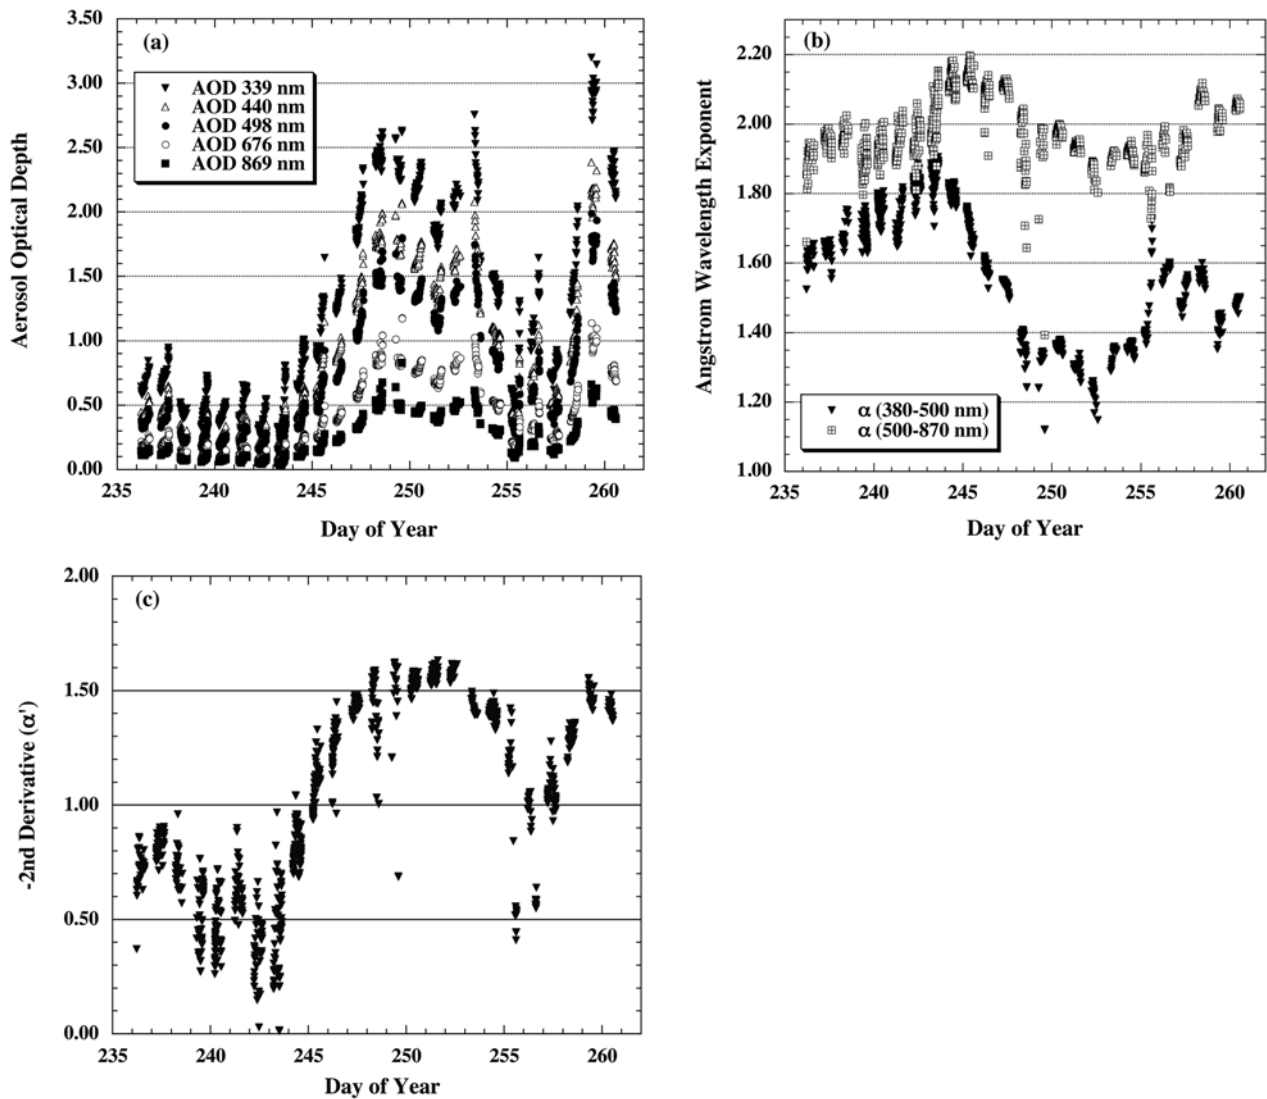 (a)
AOD 339 nm
AOD 440 nm
AOD 498 nm
AOD 676 nm
AOD 869 nm
Aerosol Optical Depth
3.50
3.00
2.50
2.00
1.50
1.00
0.50
0.00
235 240 245 250 255 260
Day of Year
(b)
Angstrom Wavelength Exponent
2.20
2.00
1.80
1.60
1.40
1.20
1.00
α (380-500 nm)
α (500-870 nm)
235 240 245 250 255 260
Day of Year
(c)
-2nd Derivative (α')
2.00
1.50
1.00
0.50
0.00
235 240 245 250 255 260
Day of Year